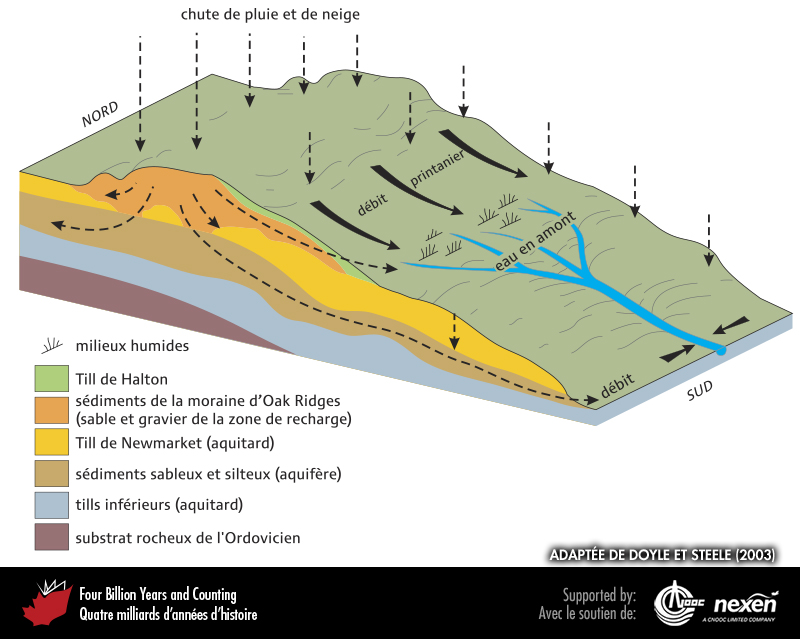 chute de pluie et de neige
NORD
débit
printanier
eau en amont
débit
SUD
milieux humides
Till de Halton
sédiments de la moraine d'Oak Ridges
(sable et gravier de la zone de recharge)
Till de Newmarket (aquitard)
sédiments sableux et silteux (aquifère)
tills inférieurs (aquitard)
substrat rocheux de l'Ordovicien
ADAPTÉE DE DOYLE ET STEELE (2003)
Four Billion Years and Counting
Quatre milliards d'années d'histoire
Supported by:
Avec le soutien de:
CNOOC
nexen
A CNOOC LIMITED COMPANY